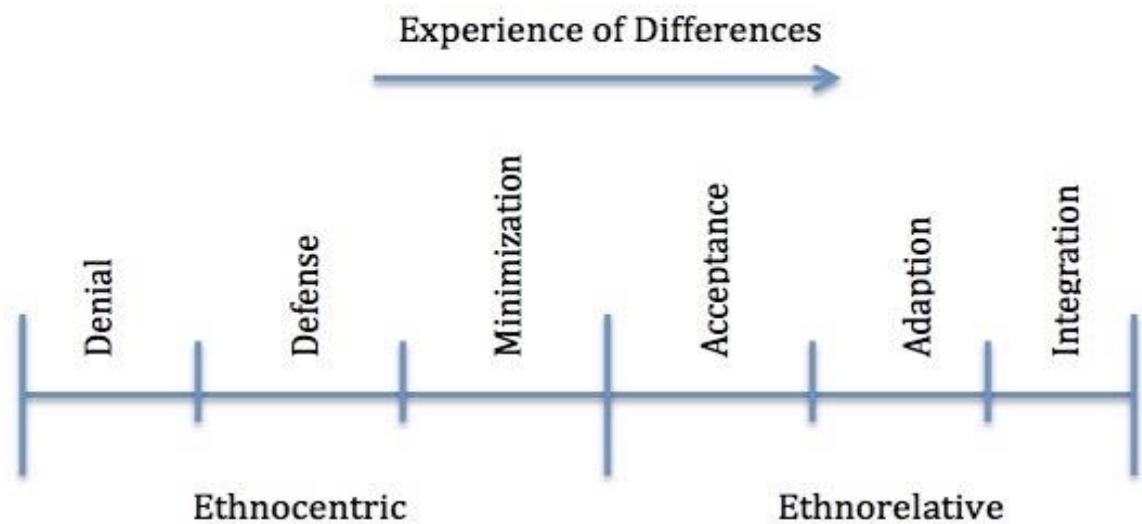 Experience of Differences
Denial
Defense
Minimization
Acceptance
Adaption
Integration
Ethnocentric
Ethnorelative